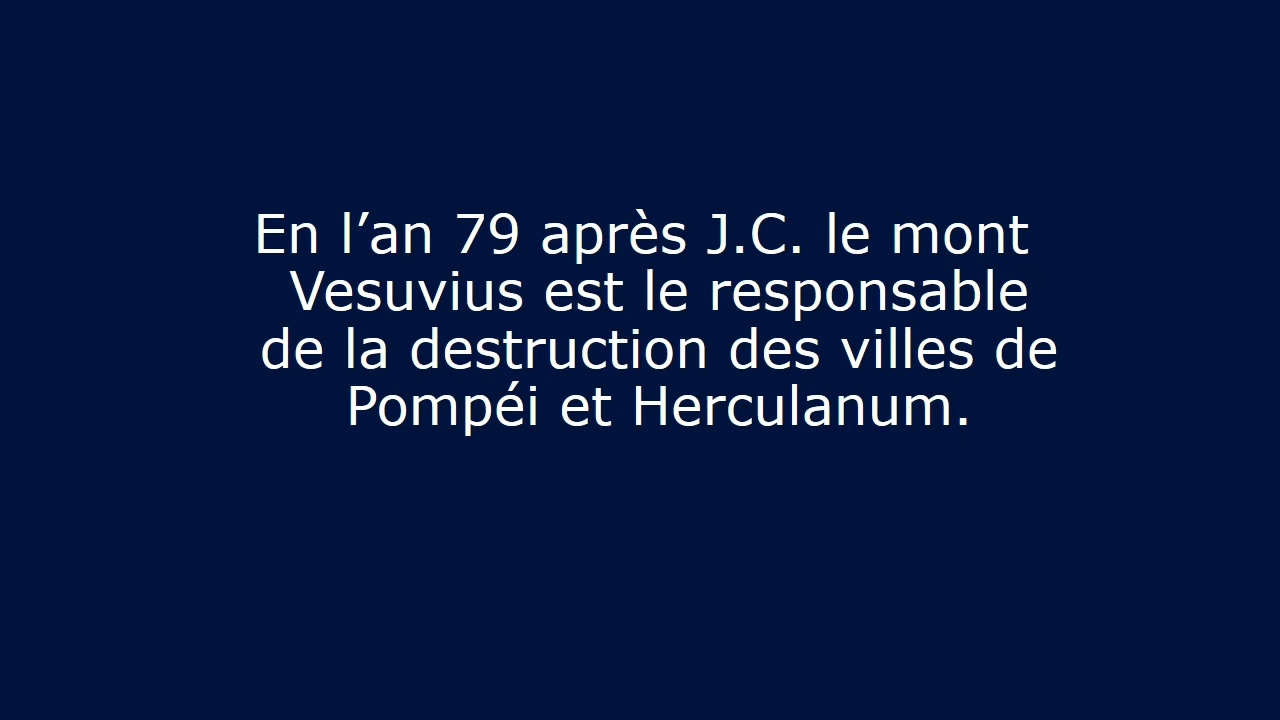 En l’an 79 après J.C. le mont
Vesuvius est le responsable
de la destruction des villes de
Pompéi et Herculanum.